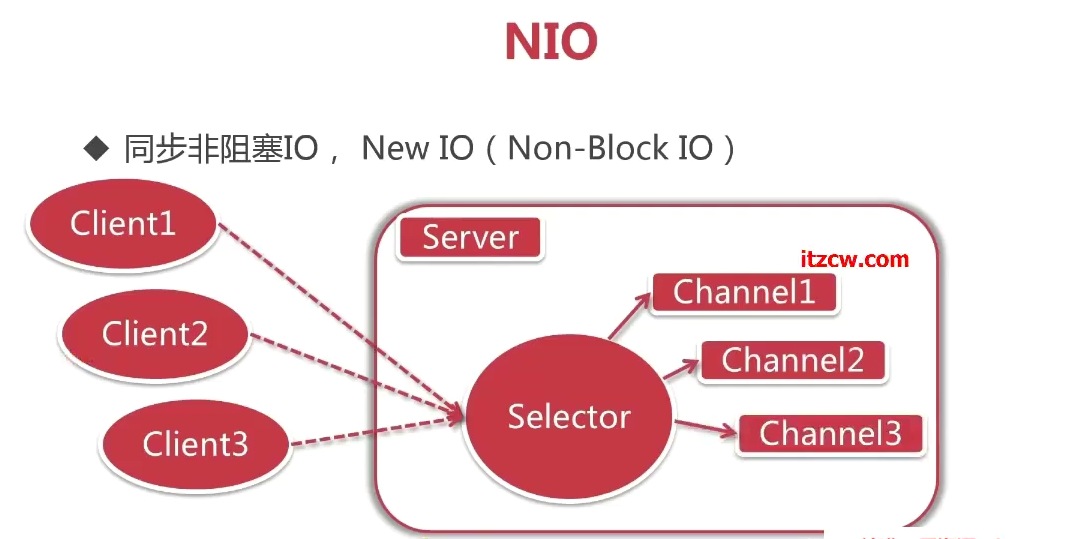 NIO
◆ 同步非阻塞IO， New IO（Non-Block IO）
Client1
Server
itzcw.com
Channel1
Client2
Channel2
Selector
Client3
Channel3